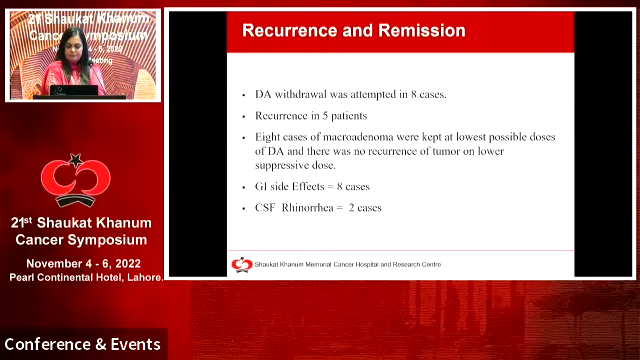 21st Shaukat Khanum
Cancer Symposium
Recurrence and Remission
• DA withdrawal was attempted in 8 cases.
• Recurrence in 5 patients
• Eight cases of macroadenoma were kept at lowest possible doses
of DA and there was no recurrence of tumor on lower
suppressive dose.
• GI side Effects = 8 cases
• CSF Rhinorrhea = 2 cases
Shaukat Khanum Memorial Cancer Hospital and Research Centre
21st Shaukat Khanum
Cancer Symposium
November 4 - 6, 2022
Pearl Continental Hotel, Lahore.
Conference & Events